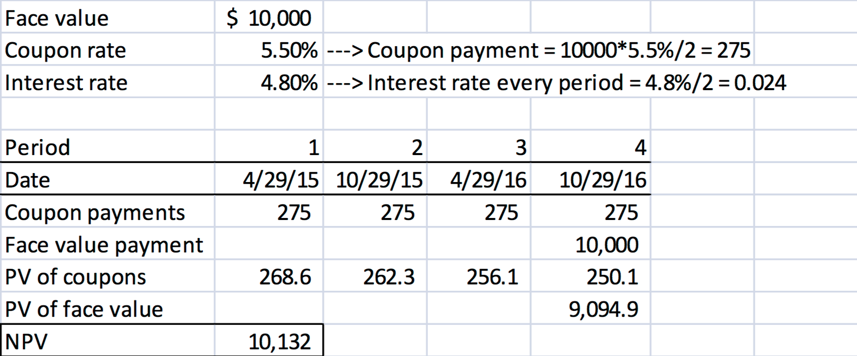 Face value $ 10,000
Coupon rate 5.50% ---> Coupon payment = 10000*5.5%/2 = 275
Interest rate 4.80% ---> Interest rate every period = 4.8%/2 = 0.024
Period 1 2 3 4
Date 4/29/15 10/29/15 4/29/16 10/29/16
Coupon payments 275 275 275 275
Face value payment 10,000
PV of coupons 268.6 262.3 256.1 250.1
PV of face value 9,094.9
NPV 10,132